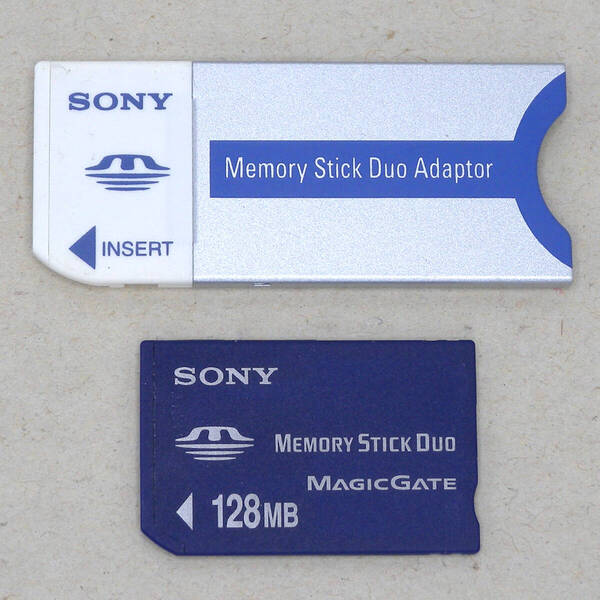 SONY
Memory Stick Duo Adaptor
INSERT
SONY
MEMORY STICK DUO
MAGICGATE
128MB